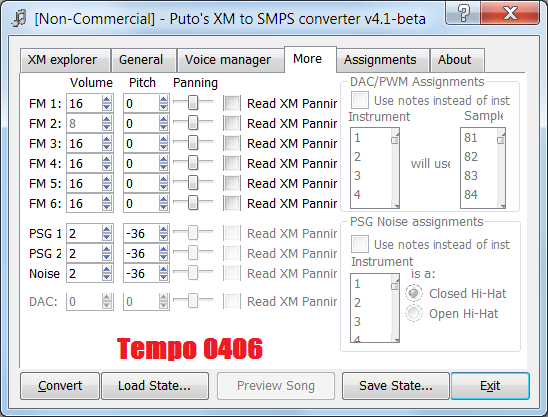 [Non-Commercial] - Puto's XM to SMPS converter v4.1-beta
XM explorer General Voice manager More Assignments About
Volume Pitch Panning
FM 1: 16 0 Read XM Pannir
FM 2: 8 0 Read XM Pannir
FM 3: 16 0 Read XM Pannir
FM 4: 16 0 Read XM Pannir
FM 5: 16 0 Read XM Pannir
FM 6: 16 0 Read XM Pannir
PSG 1 2 -36 Read XM Pannir
PSG 2 2 -36 Read XM Pannir
Noise 2 -36 Read XM Pannir
DAC: 0 0 Read XM Pannir
DAC/PWM Assignments
Use notes instead of inst
Instrument Sample
1 81
2 will use 82
3 83
4 84
PSG Noise assignments
Use notes instead of inst
Instrument is a:
1 Closed Hi-Hat
2 Open Hi-Hat
3
4
Tempo 0406
Convert Load State... Preview Song Save State... Exit